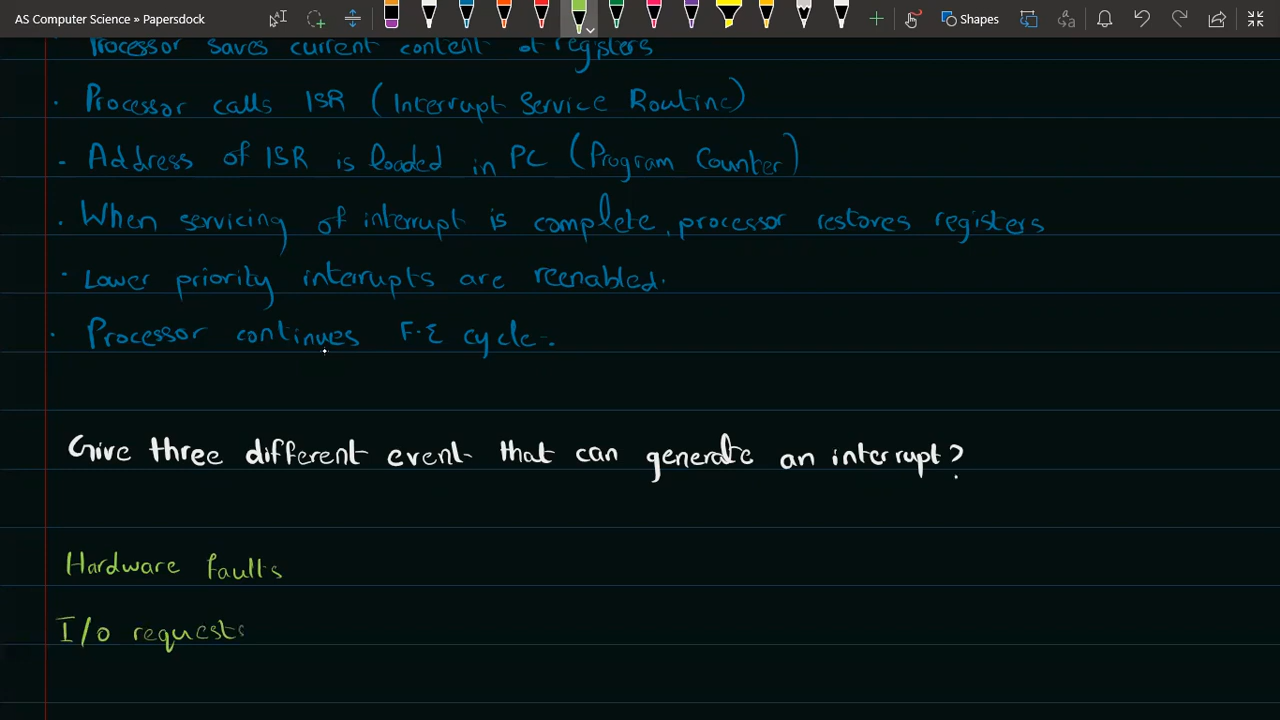 AS Computer Science » Papersdock
Shapes
· Processor saves current content of registers
· Processor calls ISR (Interrupt Service Routine)
· Address of ISR is loaded in PC (Program Counter)
· When servicing of interrupt is complete, processor restores registers
· Lower priority interrupts are reenabled.
· Processor continues F-E cycle.
Give three different event that can generate an interrupt?
Hardware faults
I/O requests